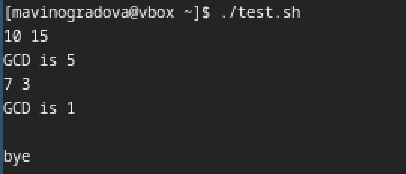 [mavinogradova@vbox ~]$ ./test.sh
10 15
GCD is 5
7 3
GCD is 1

bye